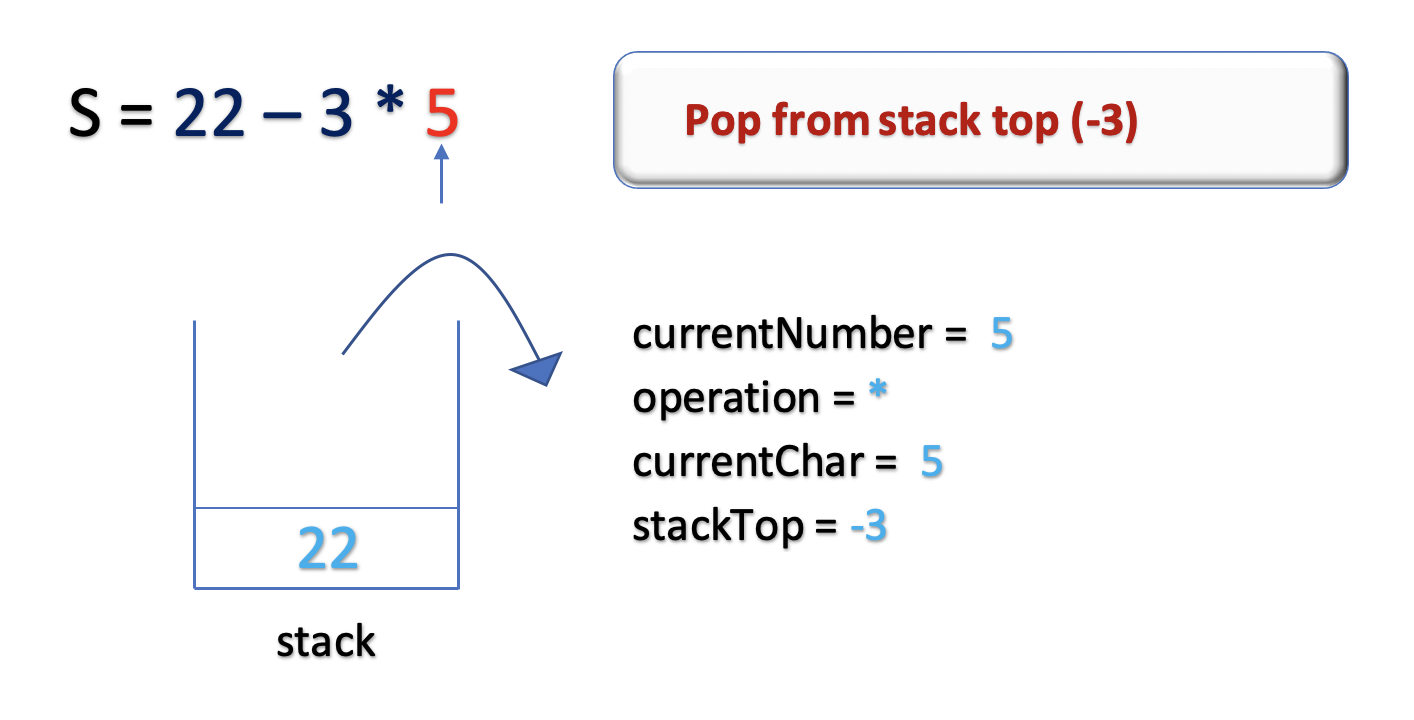 S = 22 – 3 * 5
Pop from stack top (-3)
currentNumber = 5
operation = *
currentChar = 5
stackTop = -3
22
stack